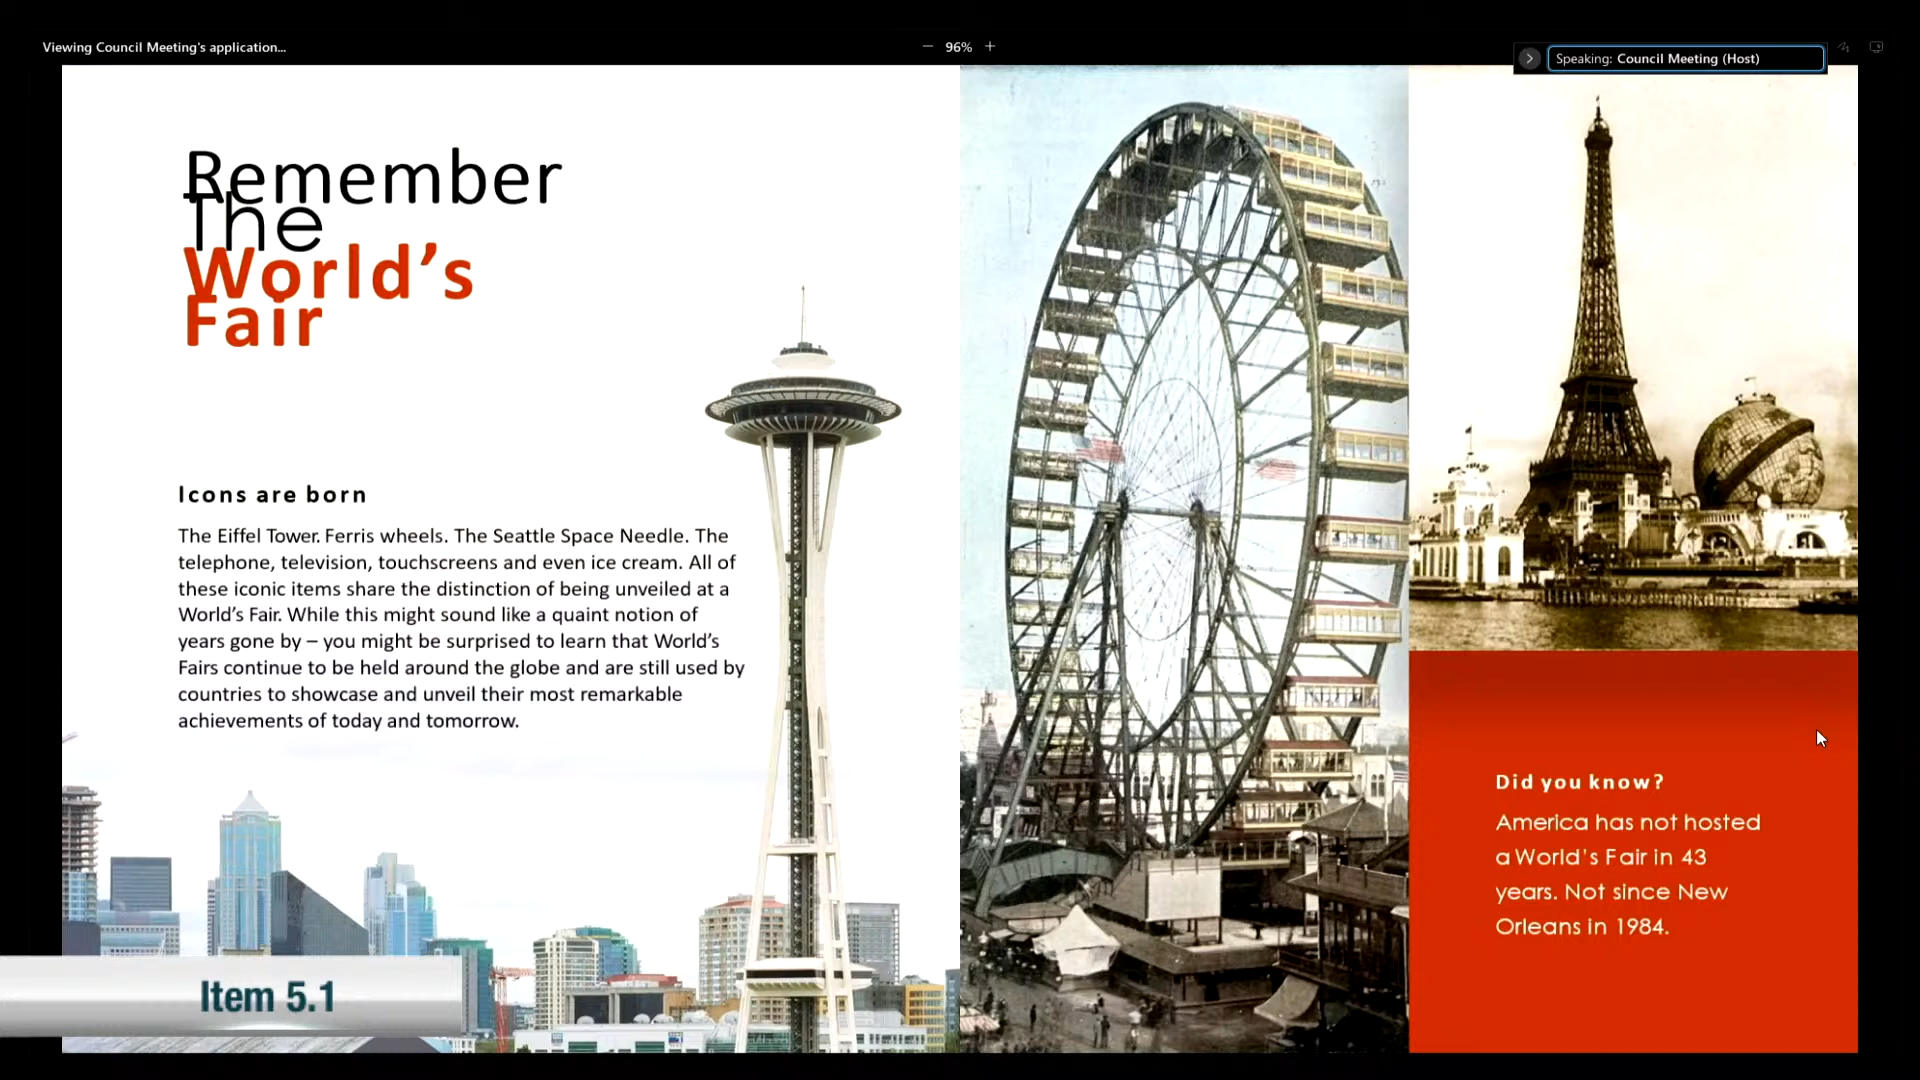 Viewing Council Meeting's application...
96%
Speaking: Council Meeting (Host)
Remember
The
World's
Fair
Icons are born
The Eiffel Tower. Ferris wheels. The Seattle Space Needle. The
telephone, television, touchscreens and even ice cream. All of
these iconic items share the distinction of being unveiled at a
World's Fair. While this might sound like a quaint notion of
years gone by – you might be surprised to learn that World's
Fairs continue to be held around the globe and are still used by
countries to showcase and unveil their most remarkable
achievements of today and tomorrow.
Did you know?
America has not hosted
a World's Fair in 43
years. Not since New
Orleans in 1984.
Item 5.1